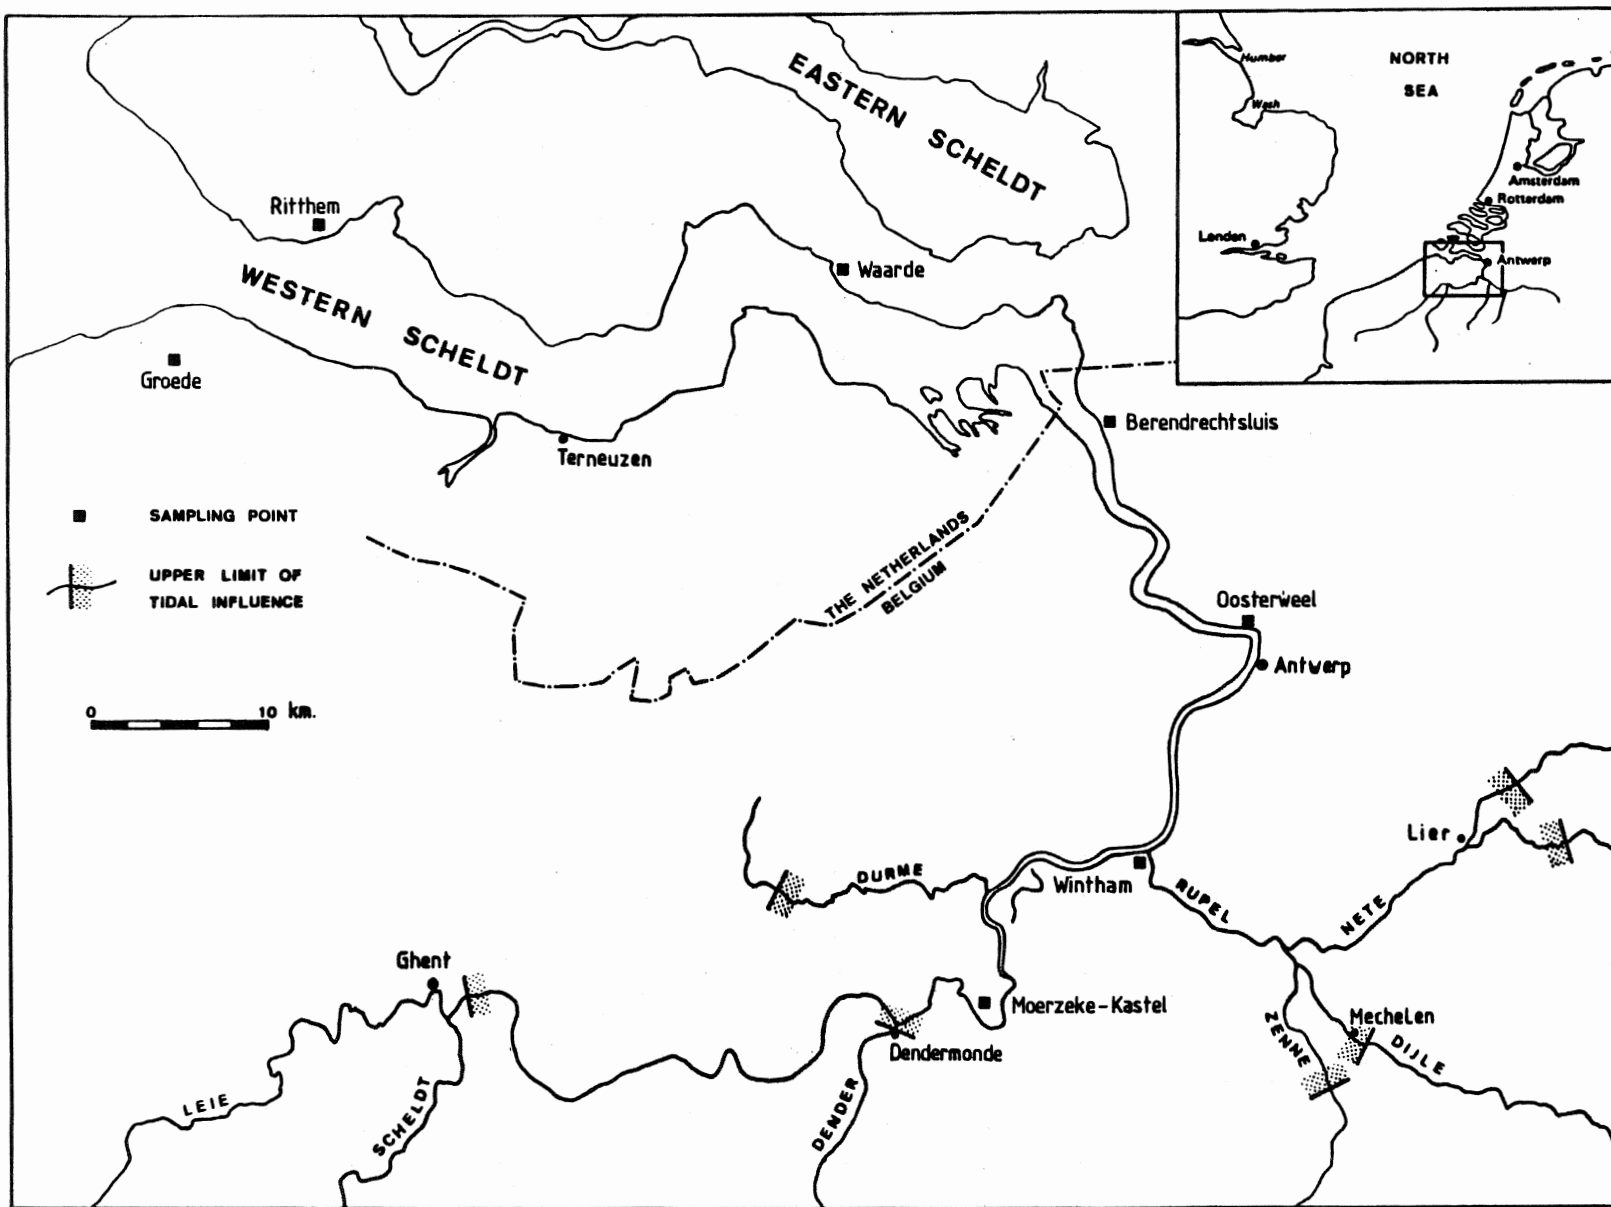 EASTERN SCHELDT
Ritthem
WESTERN SCHELDT
Waarde
Groede
Terneuzen
Berendrechtsluis
SAMPLING POINT
UPPER LIMIT OF
TIDAL INFLUENCE
THE NETHERLANDS
BELGIUM
Oosterweel
Antwerp
0 10 km.
Lier
DURME
Wintham
RUPEL
NETE
Ghent
Moerzeke-Kastel
Mechelen
Dendermonde
ZENNE
DIJLE
LEIE
SCHELDT
DENDER
NORTH
SEA
Humber
Wash
Amsterdam
Rotterdam
London
Antwerp